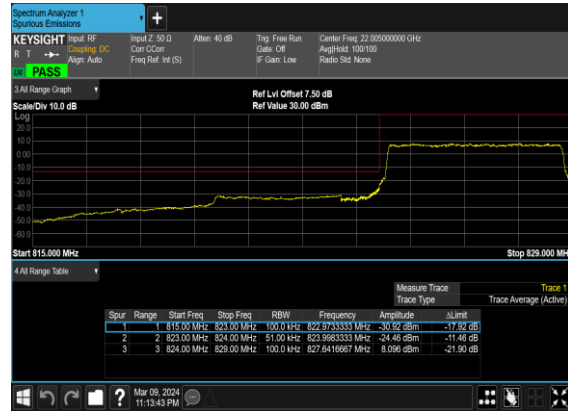 Spectrum Analyzer 1
Spurious Emissions
+
KEYSIGHT Input: RF Input Z: 50 Ω Atten: 40 dB Trig: Free Run Center Freq: 22.005000000 GHz
R T Coupling: DC Corr CCorr Gate: Off Avg|Hold: 100/100
Align: Auto Freq Ref: Int (S) IF Gain: Low Radio Std: None
LW PASS
3 All Range Graph
Ref Lvl Offset 7.50 dB
Scale/Div 10.0 dB Ref Value 30.00 dBm
Log
20.0
10.0
0.00
-10.0
-20.0
-30.0
-40.0
-50.0
-60.0
Start 815.000 MHz Stop 829.000 MH
4 All Range Table
Measure Trace Trace 1
Trace Type Trace Average (Active)
Spur Range Start Freq Stop Freq RBW Frequency Amplitude ΔLimit
1 1 815.00 MHz 823.00 MHz 100.0 kHz 822.9733333 MHz -30.92 dBm -17.92 dB
2 2 823.00 MHz 824.00 MHz 51.00 kHz 823.9983333 MHz -24.46 dBm -11.46 dB
3 3 824.00 MHz 829.00 MHz 100.0 kHz 827.6416667 MHz 8.096 dBm -21.90 dB
? Mar 09, 2024
11:13:43 PM